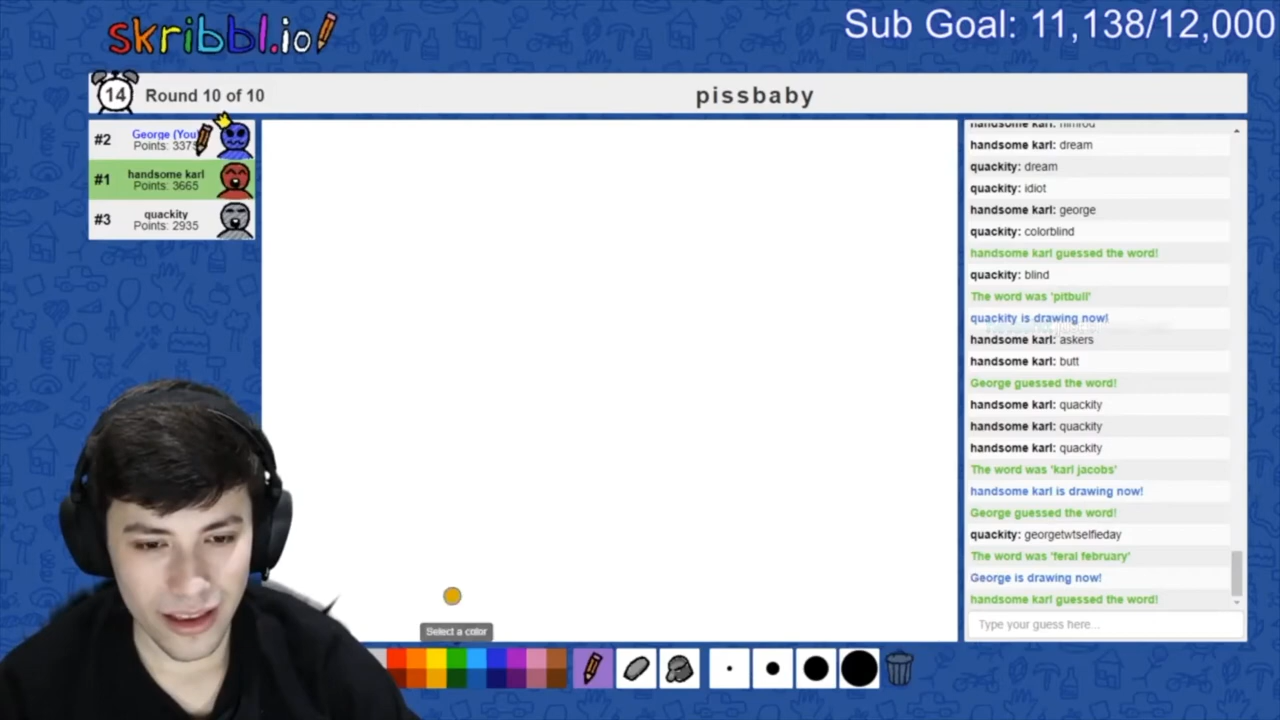 skribbl.io
Sub Goal: 11,138/12,000
14
Round 10 of 10
pissbaby
#2
George (You)
Points: 3375
#1
handsome karl
Points: 3665
#3
quackity
Points: 2935
handsome karl: nimrod
handsome karl: dream
quackity: dream
quackity: idiot
handsome karl: george
quackity: colorblind
handsome karl guessed the word!
quackity: blind
The word was 'pitbull'
quackity is drawing now!
handsome karl: askers
handsome karl: butt
George guessed the word!
handsome karl: quackity
handsome karl: quackity
handsome karl: quackity
The word was 'karl jacobs'
handsome karl is drawing now!
George guessed the word!
quackity: georgetwtselfieday
The word was 'feral february'
George is drawing now!
handsome karl guessed the word!
Type your guess here...
Select a color